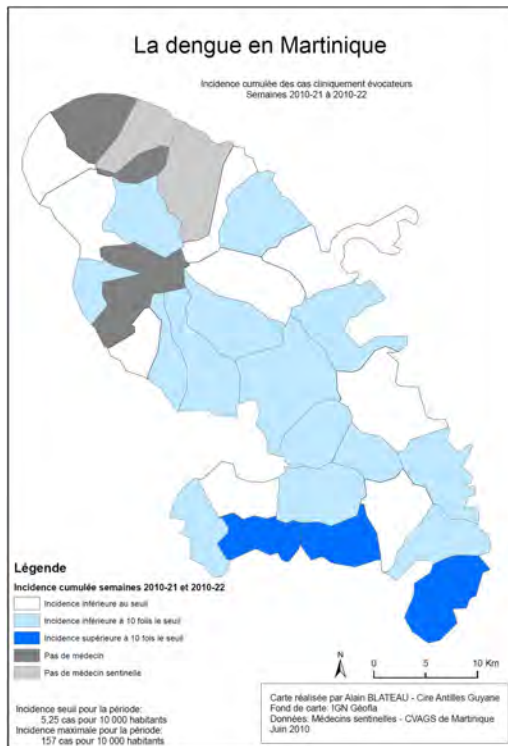 La dengue en Martinique
Incidence cumulée des cas cliniquement évocateurs
Semaines 2010-21 à 2010-22
Légende
Incidence cumulée semaines 2010-21 et 2010-22
Incidence inférieure au seuil
Incidence inférieure à 10 fois le seuil
Incidence supérieure à 10 fois le seuil
Pas de médecin
Pas de médecin sentinelle
Incidence seuil pour la période:
5,25 cas pour 10 000 habitants
Incidence maximale pour la période:
157 cas pour 10 000 habitants
N
0 5 10 Km
Carte réalisée par Alain BLATEAU - Cire Antilles Guyane
Fond de carte: IGN Géofla
Données: Médecins sentinelles - CVAGS de Martinique
Juin 2010